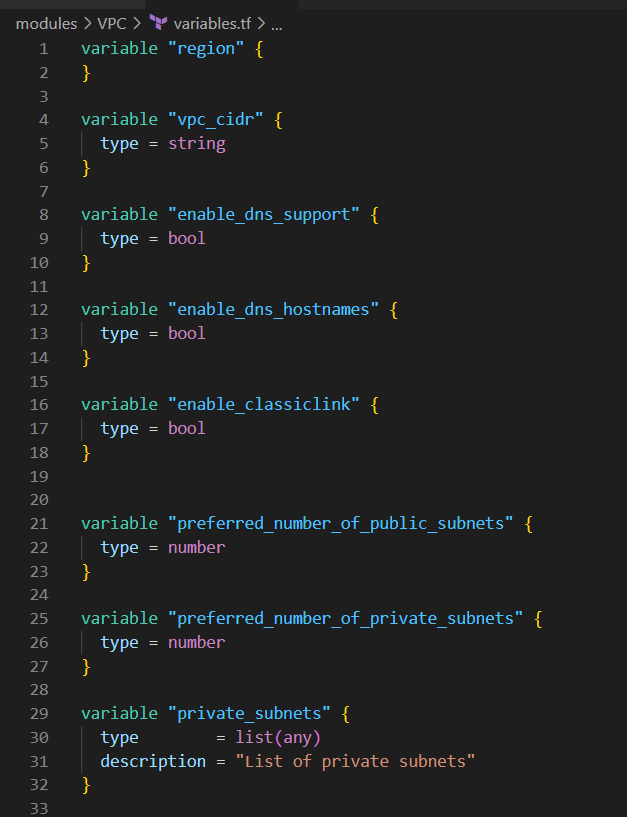 modules > VPC > variables.tf > ...
1 variable "region" {
2 }
3
4 variable "vpc_cidr" {
5   type = string
6 }
7
8 variable "enable_dns_support" {
9   type = bool
10 }
11
12 variable "enable_dns_hostnames" {
13   type = bool
14 }
15
16 variable "enable_classiclink" {
17   type = bool
18 }
19
20
21 variable "preferred_number_of_public_subnets" {
22   type = number
23 }
24
25 variable "preferred_number_of_private_subnets" {
26   type = number
27 }
28
29 variable "private_subnets" {
30   type        = list(any)
31   description = "List of private subnets"
32 }
33